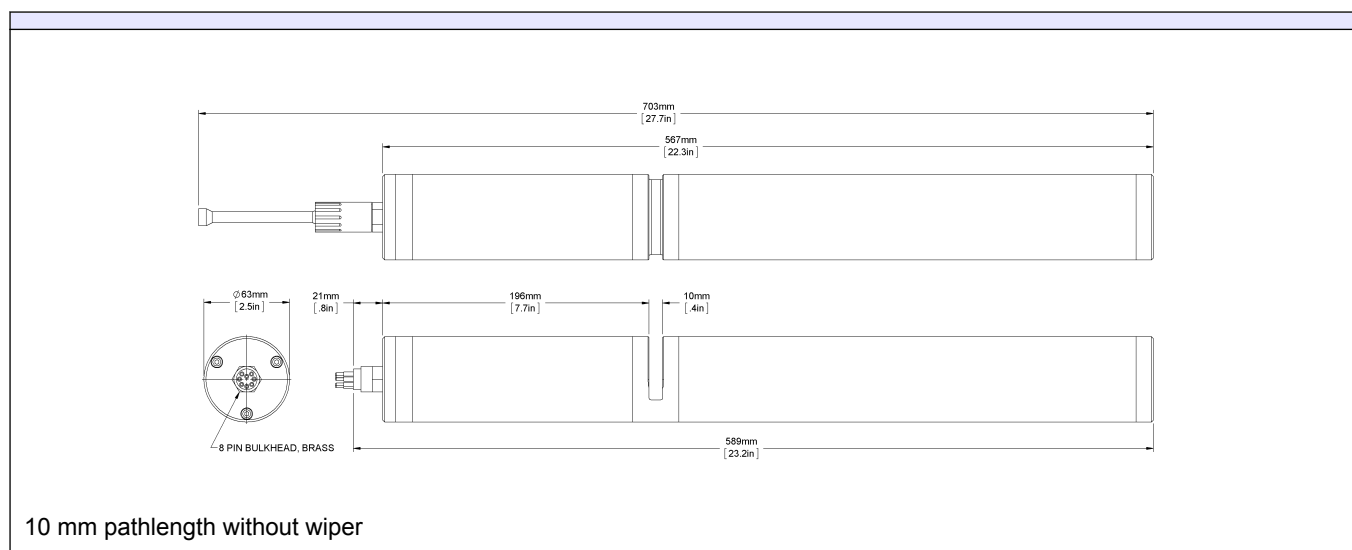 703mm
[27.7in]
567mm
[22.3in]
⌀63mm
[2.5in]
21mm
[.8in]
196mm
[7.7in]
10mm
[.4in]
8 PIN BULKHEAD, BRASS
589mm
[23.2in]
10 mm pathlength without wiper